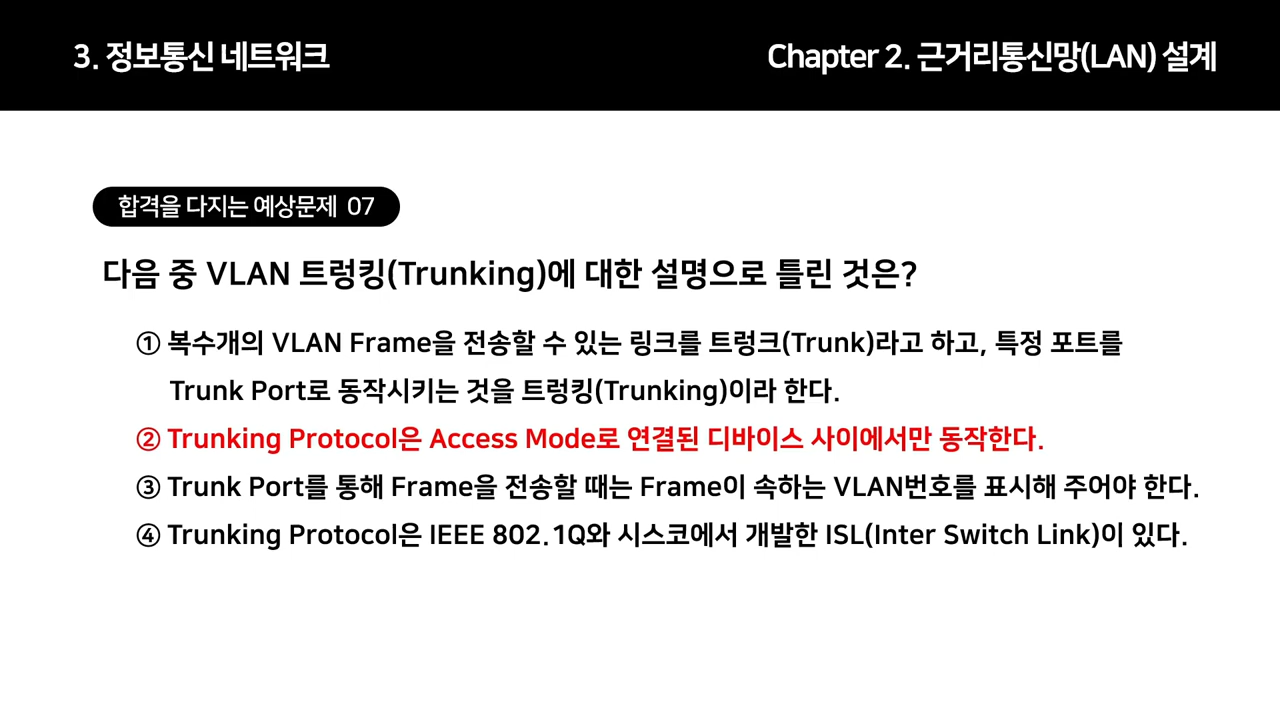 3. 정보통신 네트워크
Chapter 2. 근거리통신망(LAN) 설계
합격을 다지는 예상문제 07
다음 중 VLAN 트렁킹(Trunking)에 대한 설명으로 틀린 것은?
① 복수개의 VLAN Frame을 전송할 수 있는 링크를 트렁크(Trunk)라고 하고, 특정 포트를
Trunk Port로 동작시키는 것을 트렁킹(Trunking)이라 한다.
② Trunking Protocol은 Access Mode로 연결된 디바이스 사이에서만 동작한다.
③ Trunk Port를 통해 Frame을 전송할 때는 Frame이 속하는 VLAN번호를 표시해 주어야 한다.
④ Trunking Protocol은 IEEE 802.1Q와 시스코에서 개발한 ISL(Inter Switch Link)이 있다.